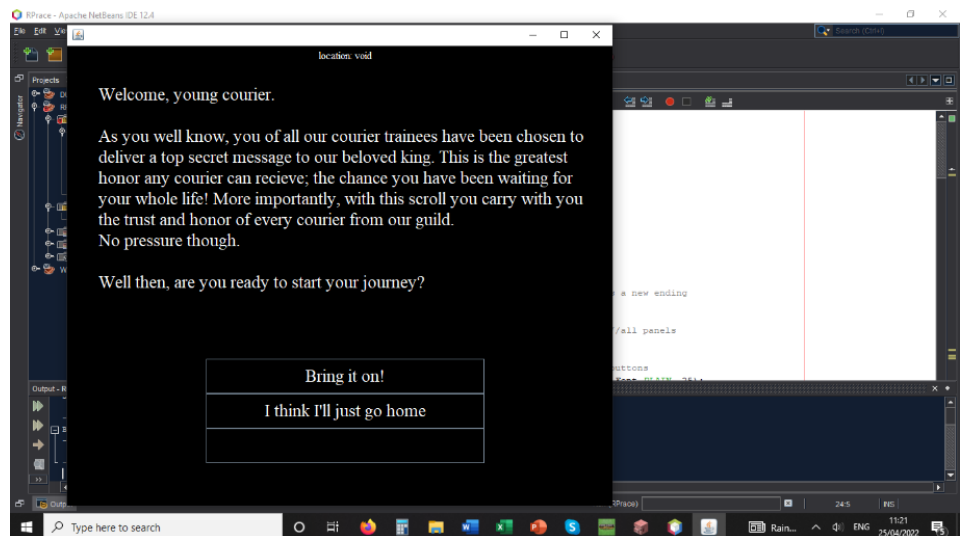 RPrace - Apache NetBeans IDE 12.4
File Edit Vie
Search (Ctrl+I)
location: void
Projects
Navigator
Welcome, young courier.
As you well know, you of all our courier trainees have been chosen to
deliver a top secret message to our beloved king. This is the greatest
honor any courier can recieve; the chance you have been waiting for
your whole life! More importantly, with this scroll you carry with you
the trust and honor of every courier from our guild.
No pressure though.
Well then, are you ready to start your journey?
a new ending
//all panels
Bring it on!
I think I'll just go home
Output - R
24:5 INS
Type here to search
Rain... ENG 11:21
25/04/2022